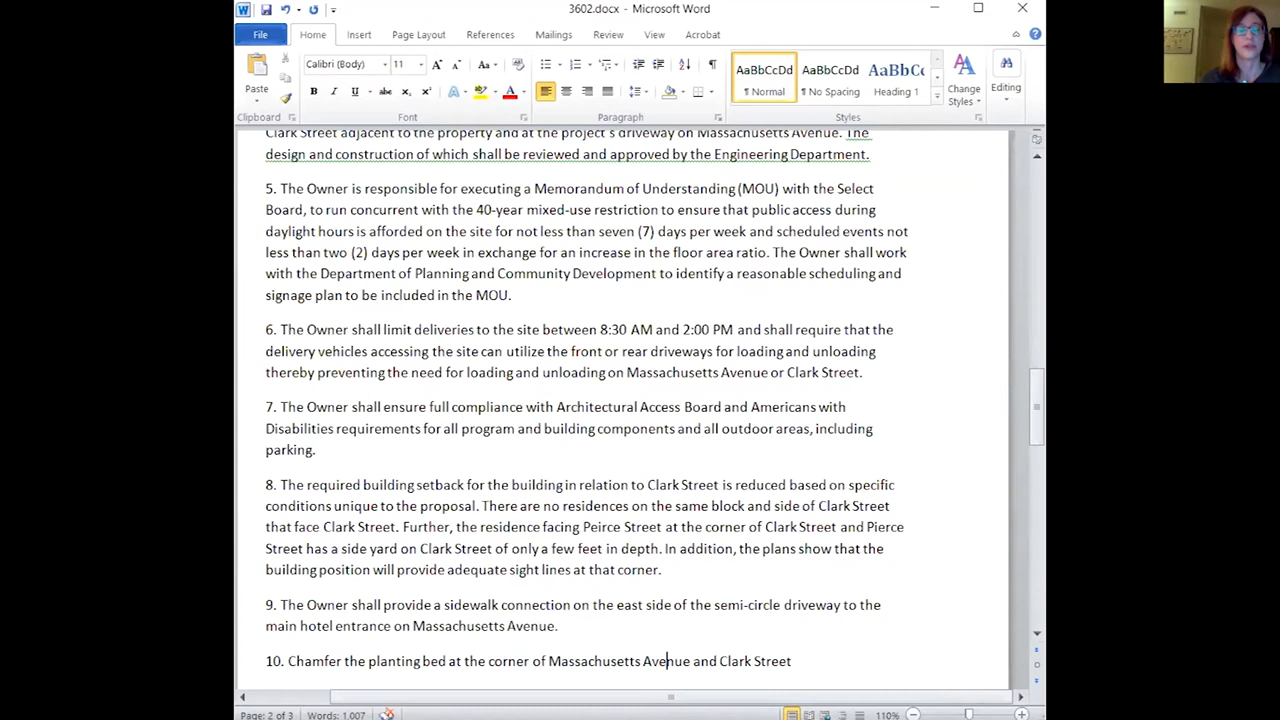 3602.docx - Microsoft Word
File Home Insert Page Layout References Mailings Review View Acrobat
Calibri (Body) 11
Paste
B I U abc x₂ x² A A
AaBbCcDd AaBbCcDd AaBbCc
¶ Normal ¶ No Spacing Heading 1
Change Styles
Editing
Clipboard Font Paragraph Styles
Clark Street adjacent to the property and at the project's driveway on Massachusetts Avenue. The
design and construction of which shall be reviewed and approved by the Engineering Department.
5. The Owner is responsible for executing a Memorandum of Understanding (MOU) with the Select
Board, to run concurrent with the 40-year mixed-use restriction to ensure that public access during
daylight hours is afforded on the site for not less than seven (7) days per week and scheduled events not
less than two (2) days per week in exchange for an increase in the floor area ratio. The Owner shall work
with the Department of Planning and Community Development to identify a reasonable scheduling and
signage plan to be included in the MOU.
6. The Owner shall limit deliveries to the site between 8:30 AM and 2:00 PM and shall require that the
delivery vehicles accessing the site can utilize the front or rear driveways for loading and unloading
thereby preventing the need for loading and unloading on Massachusetts Avenue or Clark Street.
7. The Owner shall ensure full compliance with Architectural Access Board and Americans with
Disabilities requirements for all program and building components and all outdoor areas, including
parking.
8. The required building setback for the building in relation to Clark Street is reduced based on specific
conditions unique to the proposal. There are no residences on the same block and side of Clark Street
that face Clark Street. Further, the residence facing Peirce Street at the corner of Clark Street and Pierce
Street has a side yard on Clark Street of only a few feet in depth. In addition, the plans show that the
building position will provide adequate sight lines at that corner.
9. The Owner shall provide a sidewalk connection on the east side of the semi-circle driveway to the
main hotel entrance on Massachusetts Avenue.
10. Chamfer the planting bed at the corner of Massachusetts Avenue and Clark Street
Page: 2 of 3 Words: 1,007 110%